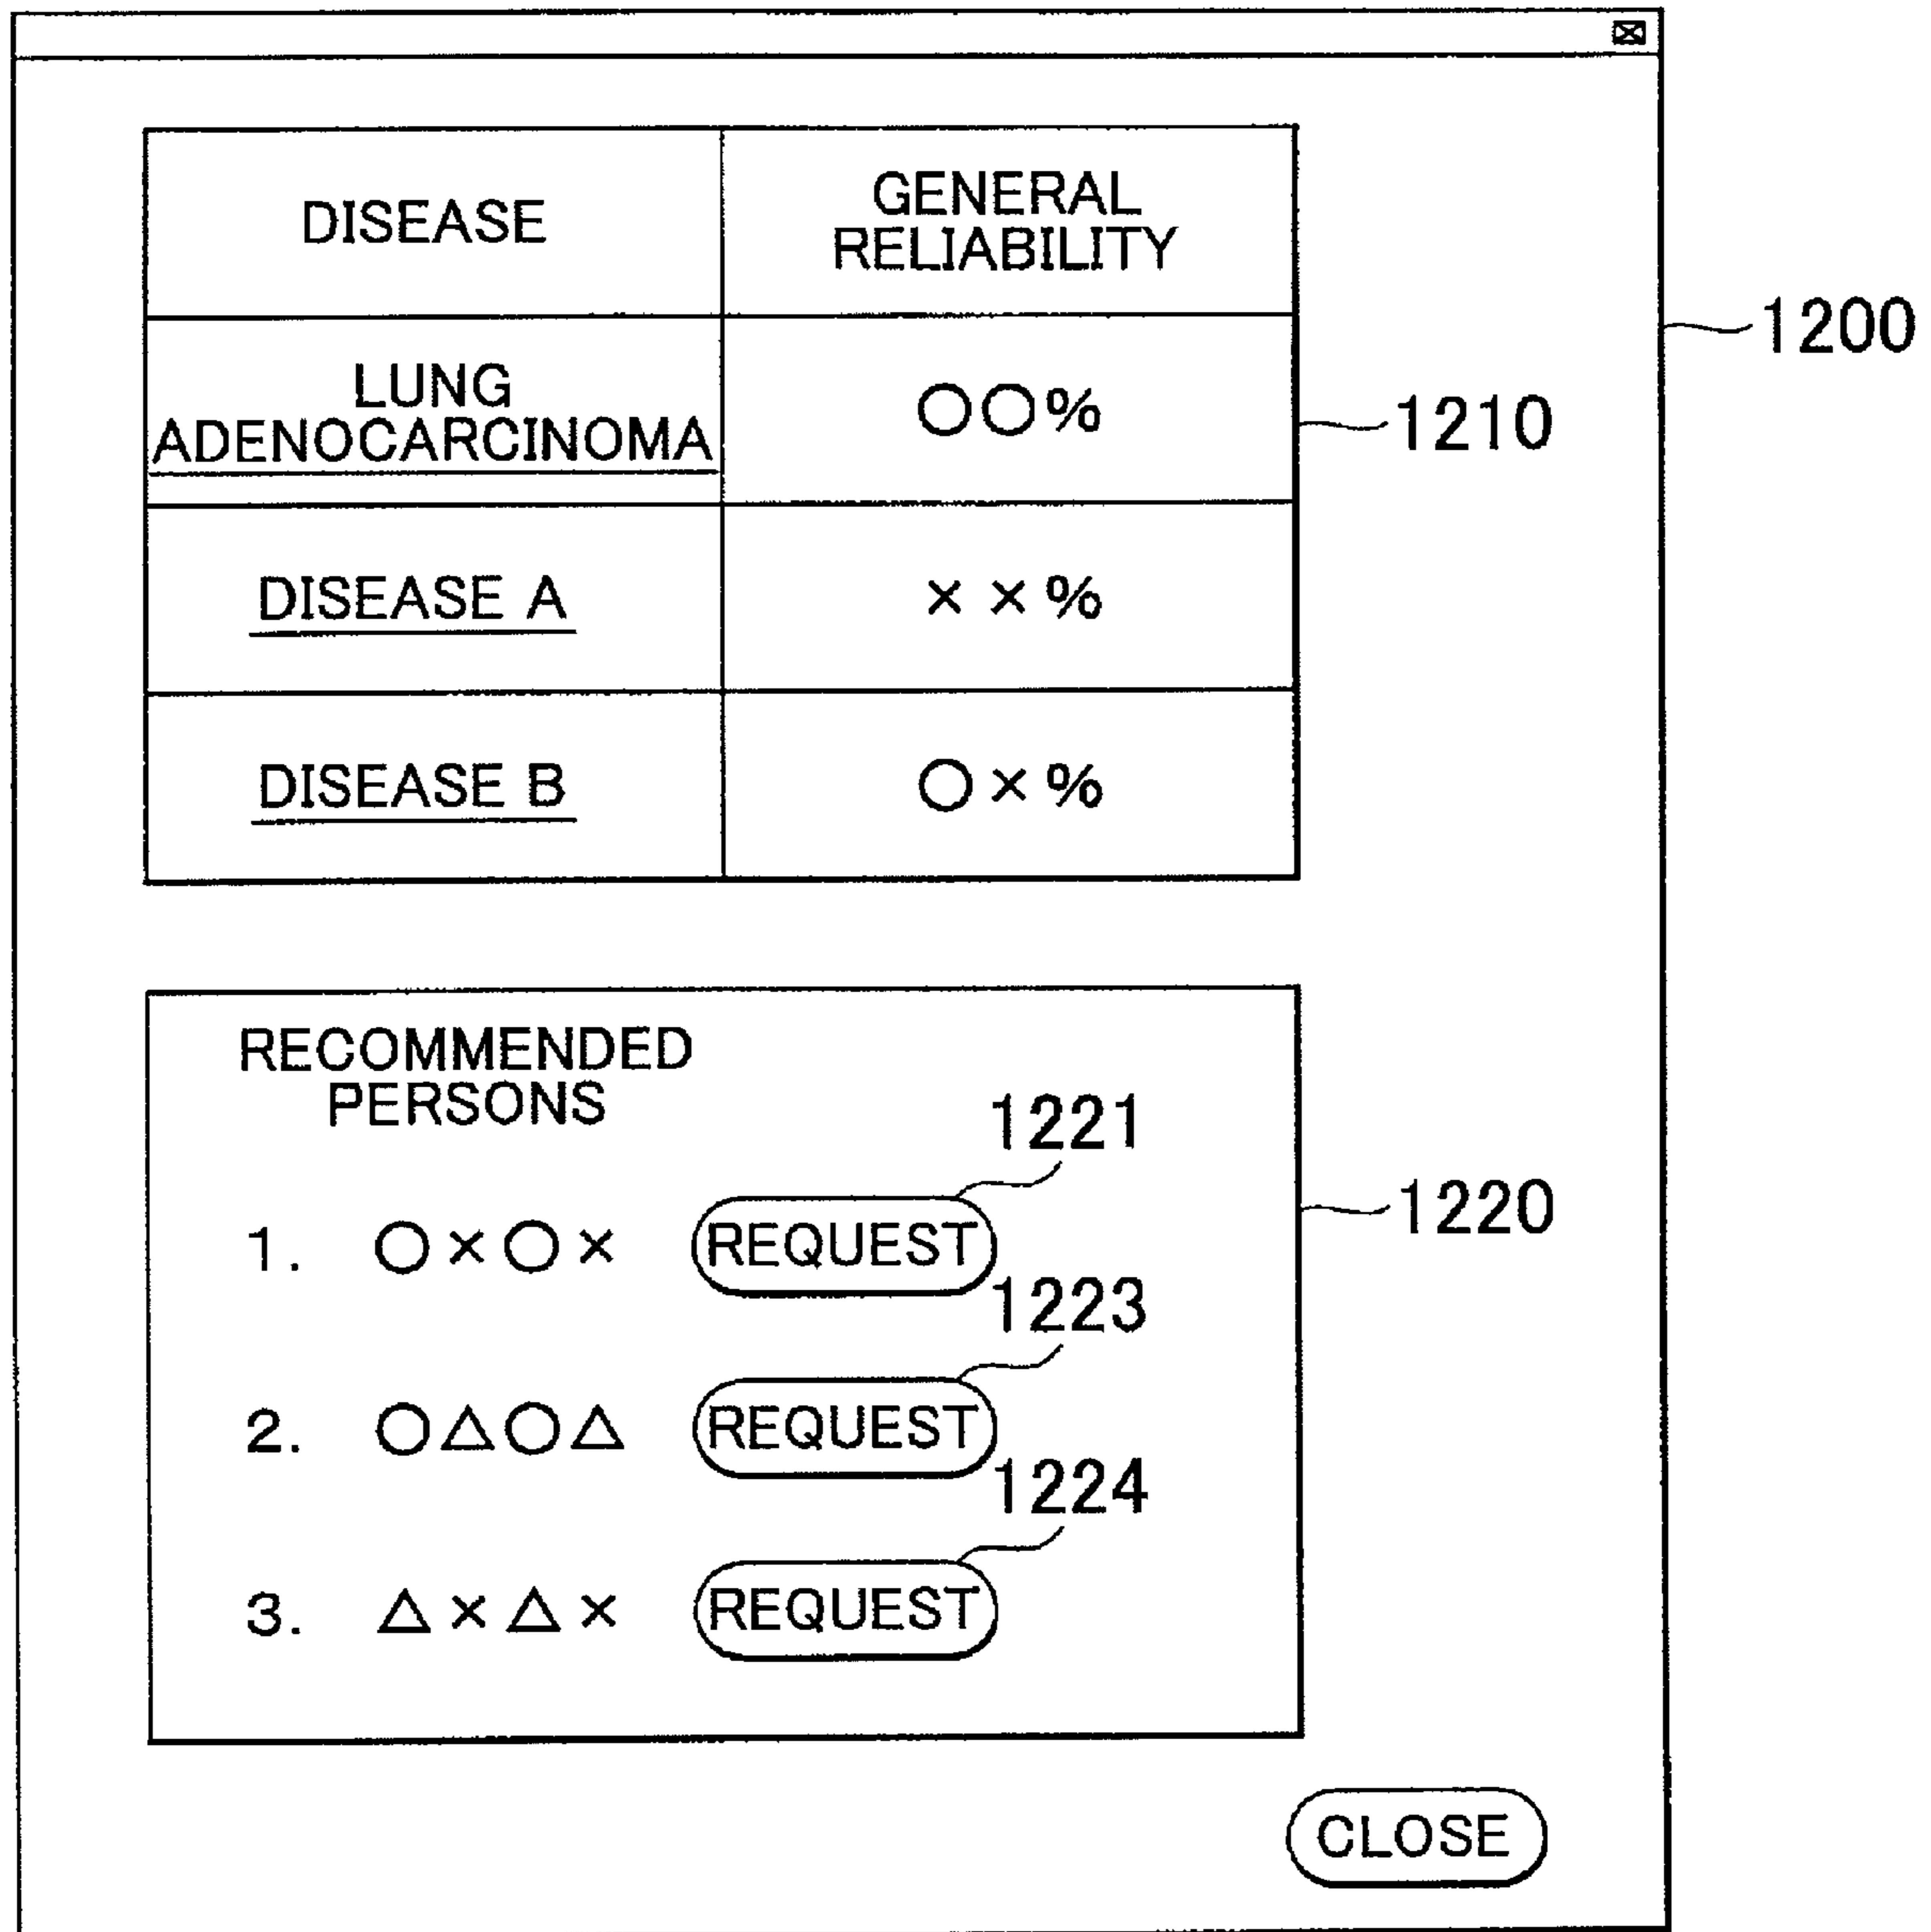 DISEASE
GENERAL
RELIABILITY
1200
LUNG
ADENOCARCINOMA
○○%
1210
DISEASE A
××%
DISEASE B
○×%
RECOMMENDED
PERSONS
1221
1220
1. ○×○× REQUEST
1223
2. ○△○△ REQUEST
1224
3. △×△× REQUEST
CLOSE